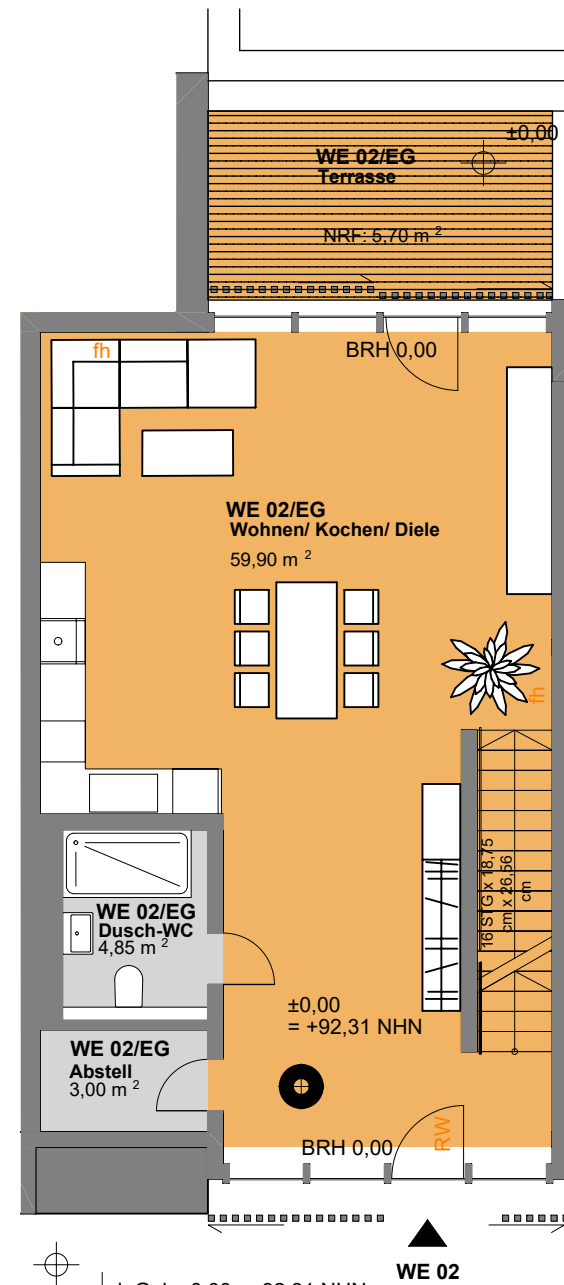 ±0,00
WE 02/EG
Terrasse
NRF: 5,70 m ²
fh
BRH 0,00
WE 02/EG
Wohnen/ Kochen/ Diele
59,90 m ²
fh
16 STG x 18,75
cm x 26,56
cm
WE 02/EG
Dusch-WC
4,85 m ²
±0,00
= +92,31 NHN
WE 02/EG
Abstell
3,00 m ²
RW
BRH 0,00
WE 02